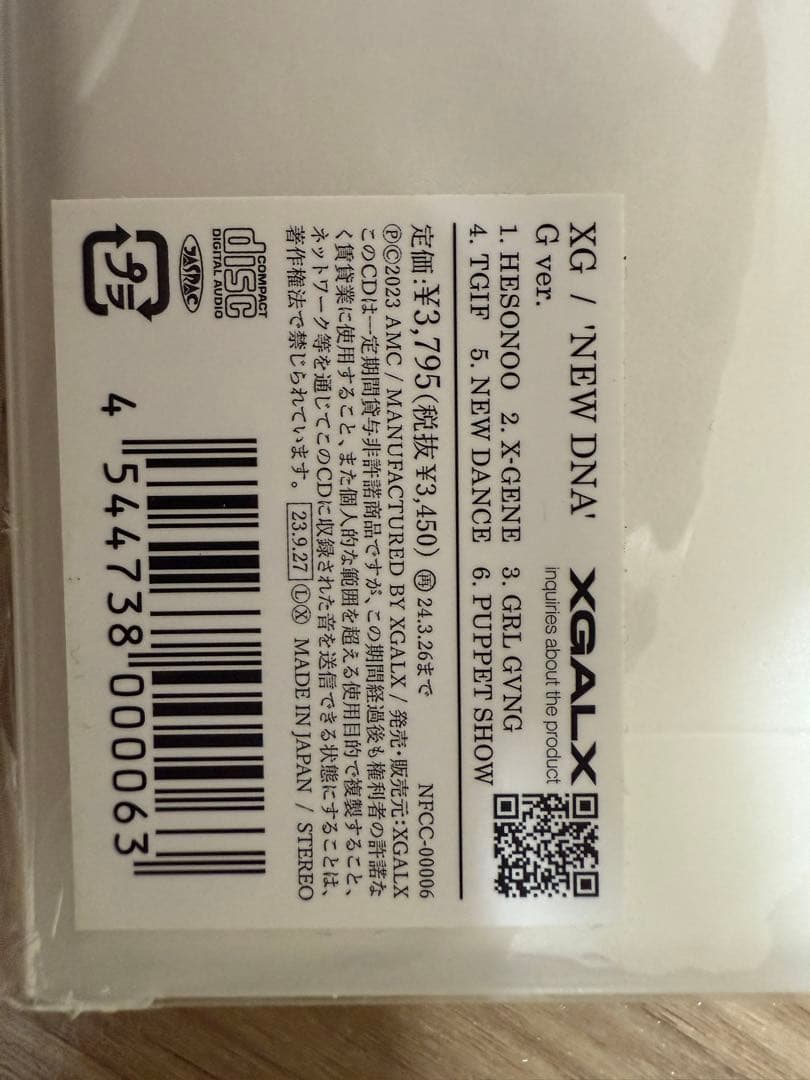 XG / 'NEW DNA'
XGALX
G ver.
inquiries about the product
1. HESONOO 2. X-GENE 3. GRL GVNG
4. TGIF 5. NEW DANCE 6. PUPPET SHOW
定価:¥3,795(税抜¥3,450) 再 24.3.26まで NFCC-00006
ⓅⒸ2023 AMC / MANUFACTURED BY XGALX / 発売・販売元:XGALX
このCDは一定期間貸与非許諾商品ですが、この期間経過後も権利者の許諾な
く賃貸業に使用すること、また個人的な範囲を超える使用目的で複製すること、
ネットワーク等を通じてこのCDに収録された音を送信できる状態にすることは、
著作権法で禁じられています。 23.9.27 ⓁⓍ MADE IN JAPAN / STEREO
COMPACT
disc
DIGITAL AUDIO
JASRAC
プラ
4 544738 000063